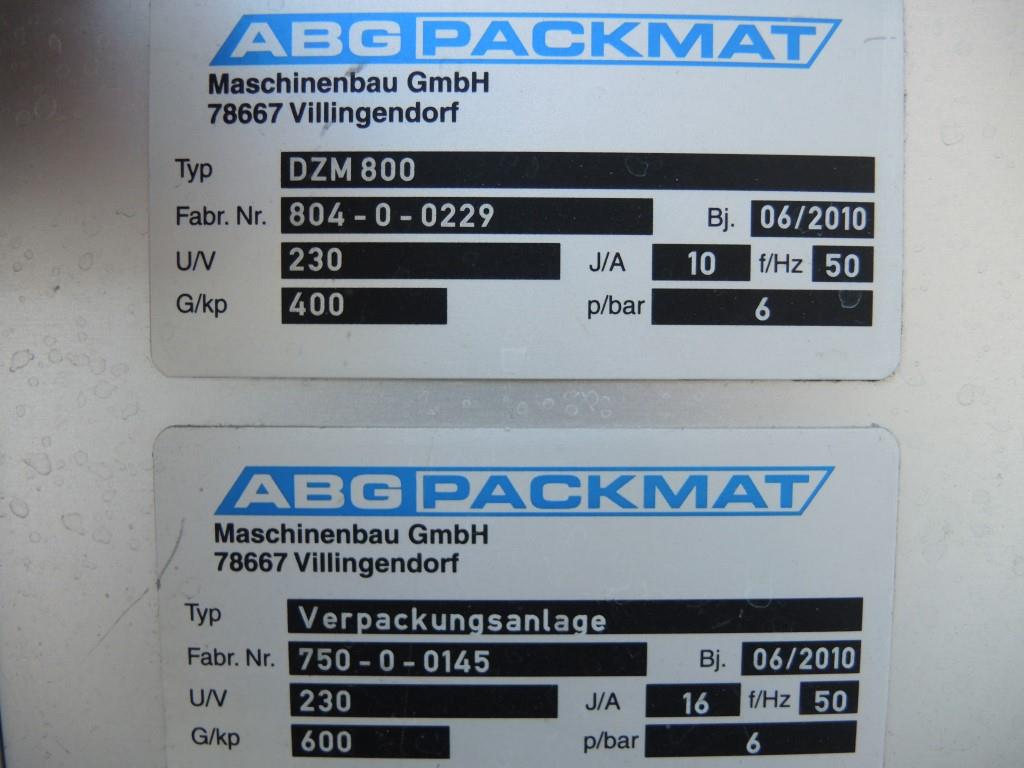 ABG PACKMAT
Maschinenbau GmbH
78667 Villingendorf
Typ DZM 800
Fabr. Nr. 804-0-0229 Bj. 06/2010
U/V 230 J/A 10 f/Hz 50
G/kp 400 p/bar 6
ABG PACKMAT
Maschinenbau GmbH
78667 Villingendorf
Typ Verpackungsanlage
Fabr. Nr. 750-0-0145 Bj. 06/2010
U/V 230 J/A 16 f/Hz 50
G/kp 600 p/bar 6